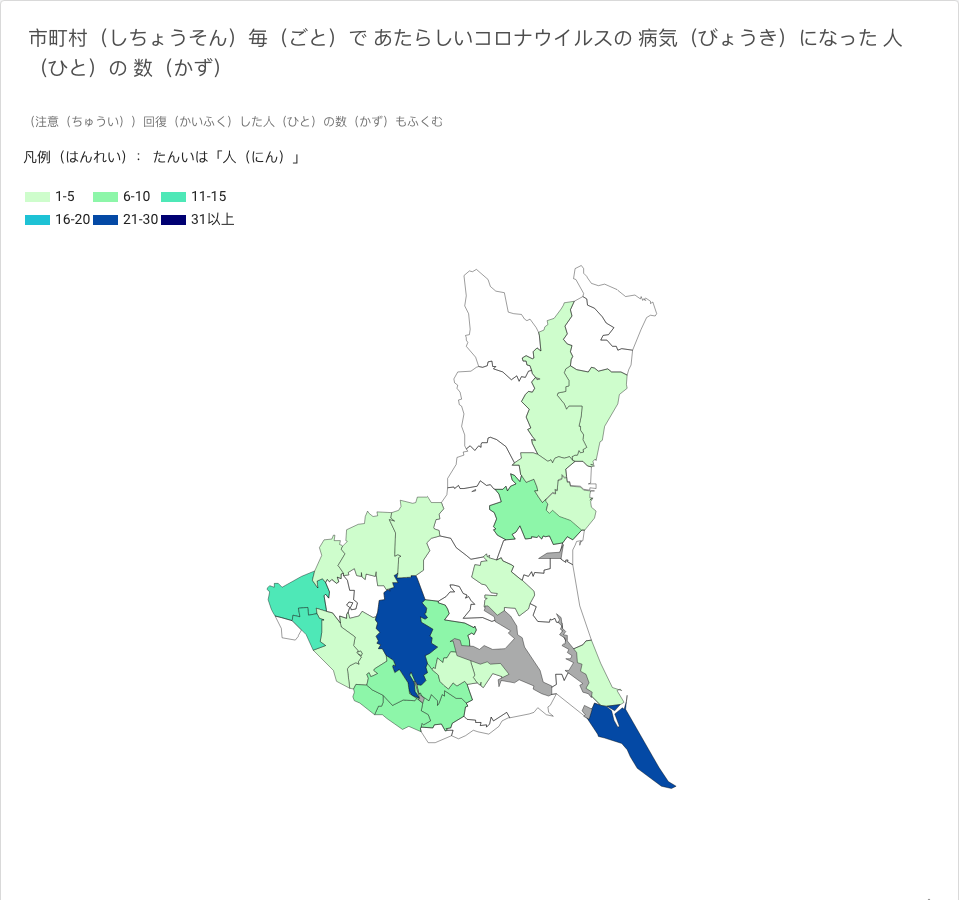 市町村（しちょうそん）毎（ごと）で あたらしいコロナウイルスの 病気（びょうき）になった 人
（ひと）の 数（かず）
（注意（ちゅうい））回復（かいふく）した人（ひと）の数（かず）もふくむ
凡例（はんれい）： たんいは「人（にん）」
1-5 6-10 11-15
16-20 21-30 31以上